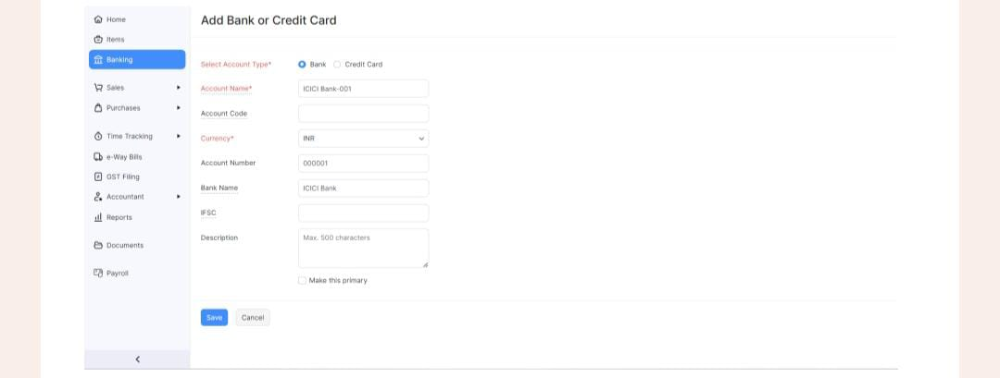 Home
Add Bank or Credit Card
Items
Banking
Select Account Type* Bank Credit Card
Sales
Account Name* ICICI Bank-001
Purchases
Account Code
Time Tracking
Currency* INR
e-Way Bills
Account Number 000001
GST Filing
Bank Name ICICI Bank
Accountant
IFSC
Reports
Description Max. 500 characters
Documents
Payroll
Make this primary
Save Cancel